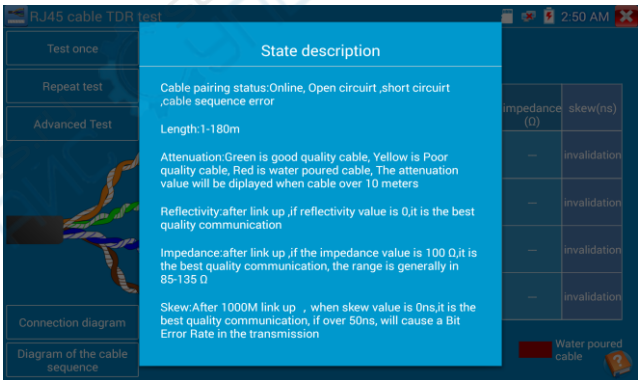 RJ45 cable TDR test
2:50 AM
Test once
Repeat test
Advanced Test
Connection diagram
Diagram of the cable
sequence
State description
Cable pairing status:Online, Open circuirt ,short circuirt
,cable sequence error
Length:1-180m
Attenuation:Green is good quality cable, Yellow is Poor
quality cable, Red is water poured cable, The attenuation
value will be diplayed when cable over 10 meters
Reflectivity:after link up ,if reflectivity value is 0,it is the best
quality communication
Impedance:after link up ,if the impedance value is 100 Ω,it is
the best quality communication, the range is generally in
85-135 Ω
Skew:After 1000M link up , when skew value is 0ns,it is the
best quality communication, if over 50ns, will cause a Bit
Error Rate in the transmission
impedance skew(ns)
(Ω)
--- invalidation
--- invalidation
--- invalidation
--- invalidation
Water poured
cable